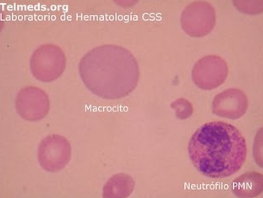 Telmeds.org
Laboratorio de Hematología CSS
Macrocito
Neutrófilo PMN